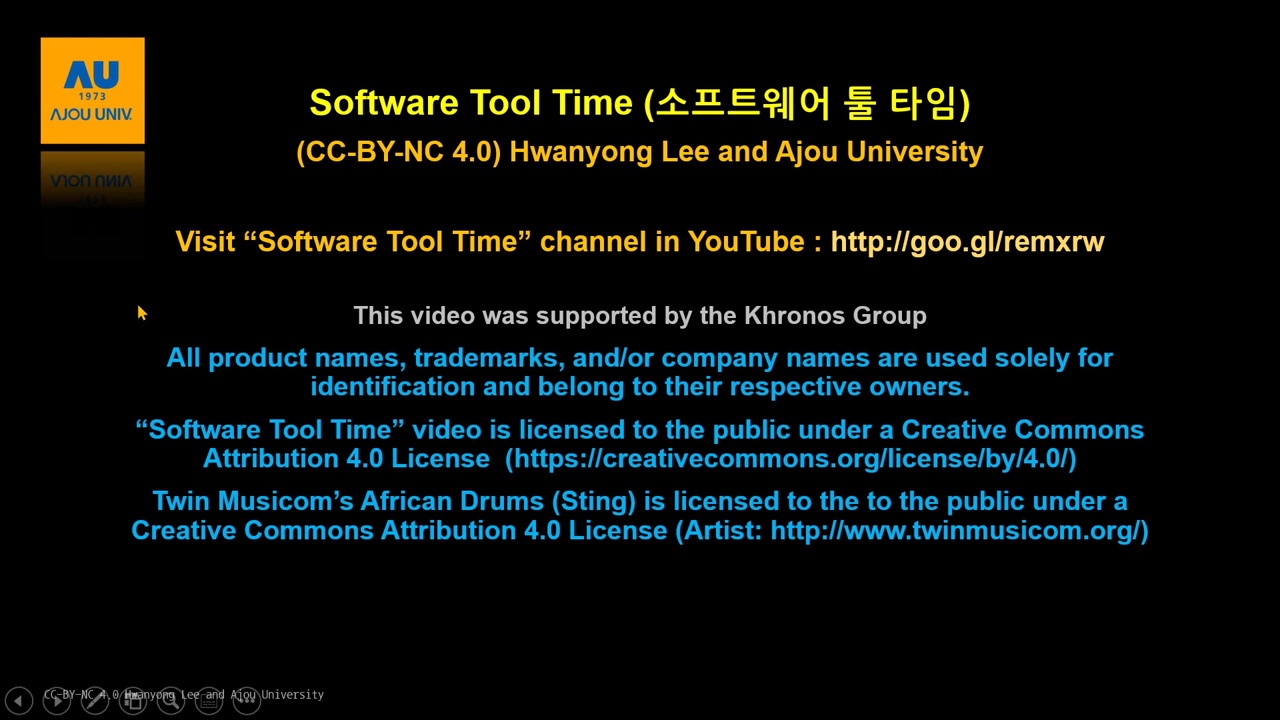 AU
1973
AJOU UNIV.
Software Tool Time (소프트웨어 툴 타임)
(CC-BY-NC 4.0) Hwanyong Lee and Ajou University
Visit “Software Tool Time” channel in YouTube : http://goo.gl/remxrw
This video was supported by the Khronos Group
All product names, trademarks, and/or company names are used solely for
identification and belong to their respective owners.
“Software Tool Time” video is licensed to the public under a Creative Commons
Attribution 4.0 License (https://creativecommons.org/license/by/4.0/)
Twin Musicom’s African Drums (Sting) is licensed to the to the public under a
Creative Commons Attribution 4.0 License (Artist: http://www.twinmusicom.org/)
CC-BY-NC 4.0 Hwanyong Lee and Ajou University